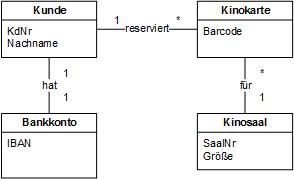 Kunde
KdNr
Nachname
1
reserviert
*
Kinokarte
Barcode
1
hat
1
*
für
1
Bankkonto
IBAN
Kinosaal
SaalNr
Größe